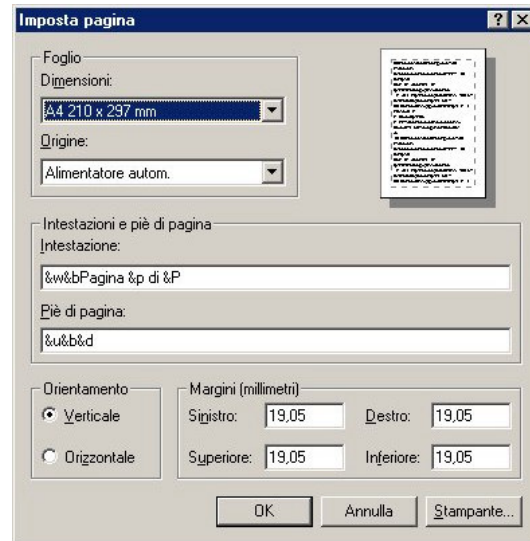 Imposta pagina
Foglio
Dimensioni:
A4 210 x 297 mm
Origine:
Alimentatore autom.
Intestazioni e piè di pagina
Intestazione:
&w&bPagina &p di &P
Piè di pagina:
&u&b&d
Orientamento
Verticale
Orizzontale
Margini (millimetri)
Sinistro: 19,05 Destro: 19,05
Superiore: 19,05 Inferiore: 19,05
OK Annulla Stampante...